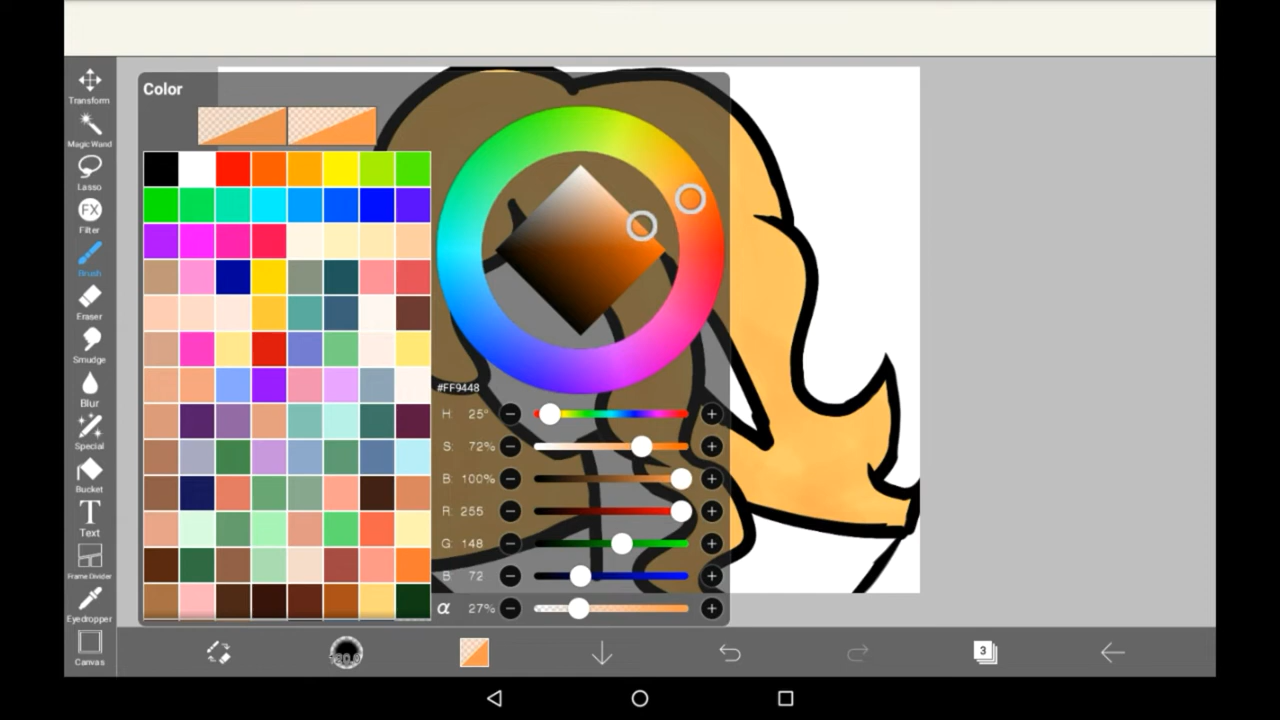 Color
Transform
Magic Wand
Lasso
FX
Filter
Brush
Eraser
Smudge
Blur
Special
Bucket
T
Text
Frame Divider
Eyedropper
Canvas
#FF9448
H: 25°
S: 72%
B: 100%
R: 255
G: 148
B: 72
α 27%
3